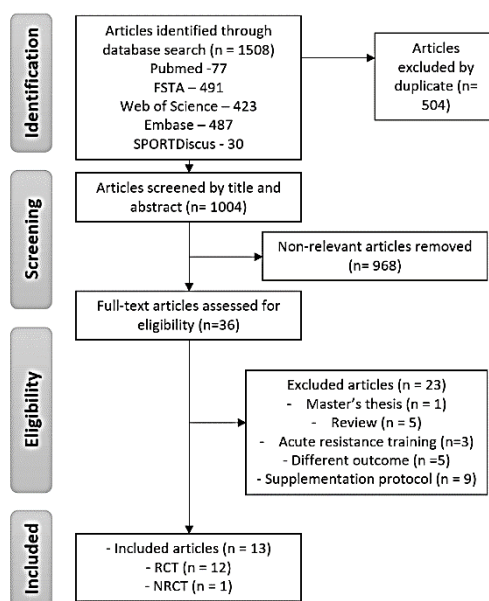 Identification
Articles identified through
database search (n = 1508)
Pubmed -77
FSTA – 491
Web of Science – 423
Embase – 487
SPORTDiscus - 30
Articles
excluded by
duplicate (n=
504)
Screening
Articles screened by title and
abstract (n= 1004)
Non-relevant articles removed
(n= 968)
Full-text articles assessed for
eligibility (n=36)
Eligibility
Excluded articles (n = 23)
- Master's thesis (n = 1)
- Review (n = 5)
- Acute resistance training (n=3)
- Different outcome (n =5)
- Supplementation protocol (n = 9)
Included
- Included articles (n = 13)
- RCT (n = 12)
- NRCT (n = 1)